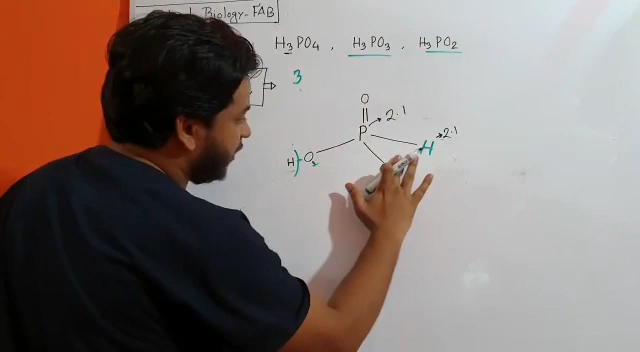 Biology-FAB
H₃PO₄ , H₃PO₃ , H₃PO₂
3
O
P → 2.1
H → 2.1
H O